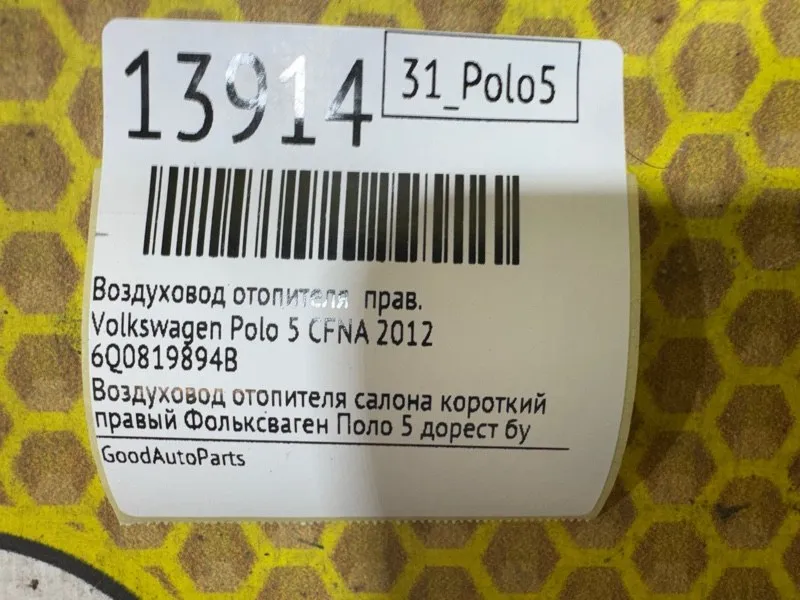 13914
31_Polo5
Воздуховод отопителя прав.
Volkswagen Polo 5 CFNA 2012
6Q0819894B
Воздуховод отопителя салона короткий
правый Фольксваген Поло 5 дорест бу
GoodAutoParts